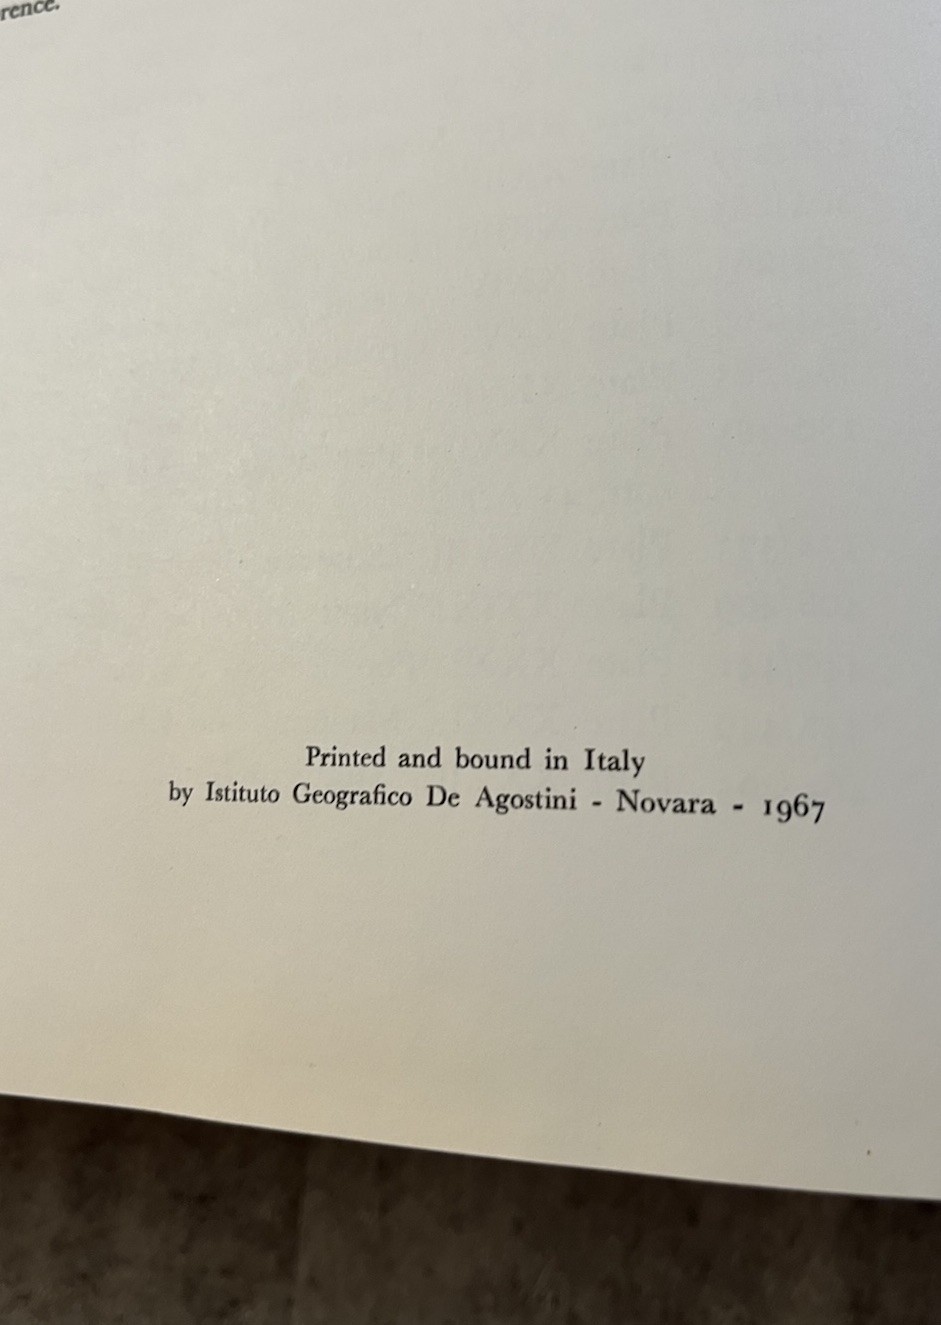 rence.
Printed and bound in Italy
by Istituto Geografico De Agostini - Novara - 1967